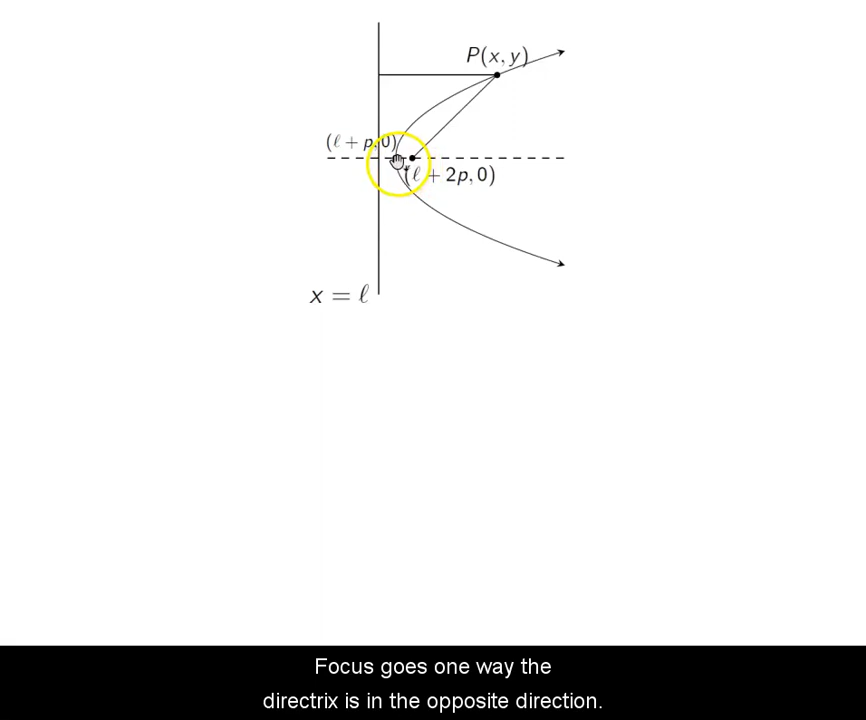 P(x, y)
(ℓ + p, 0)
(ℓ + 2p, 0)
x = ℓ
Focus goes one way the
directrix is in the opposite direction.